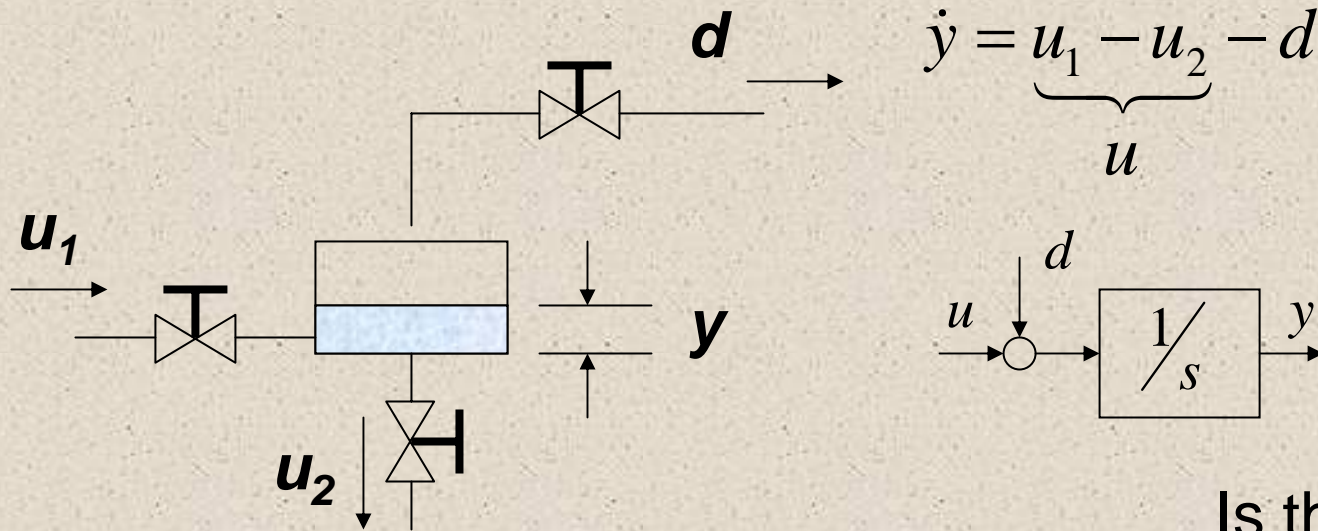 d
ẏ = u₁ − u₂ − d
u
u₁
y
u₂
d
u
1/s
y
Is th